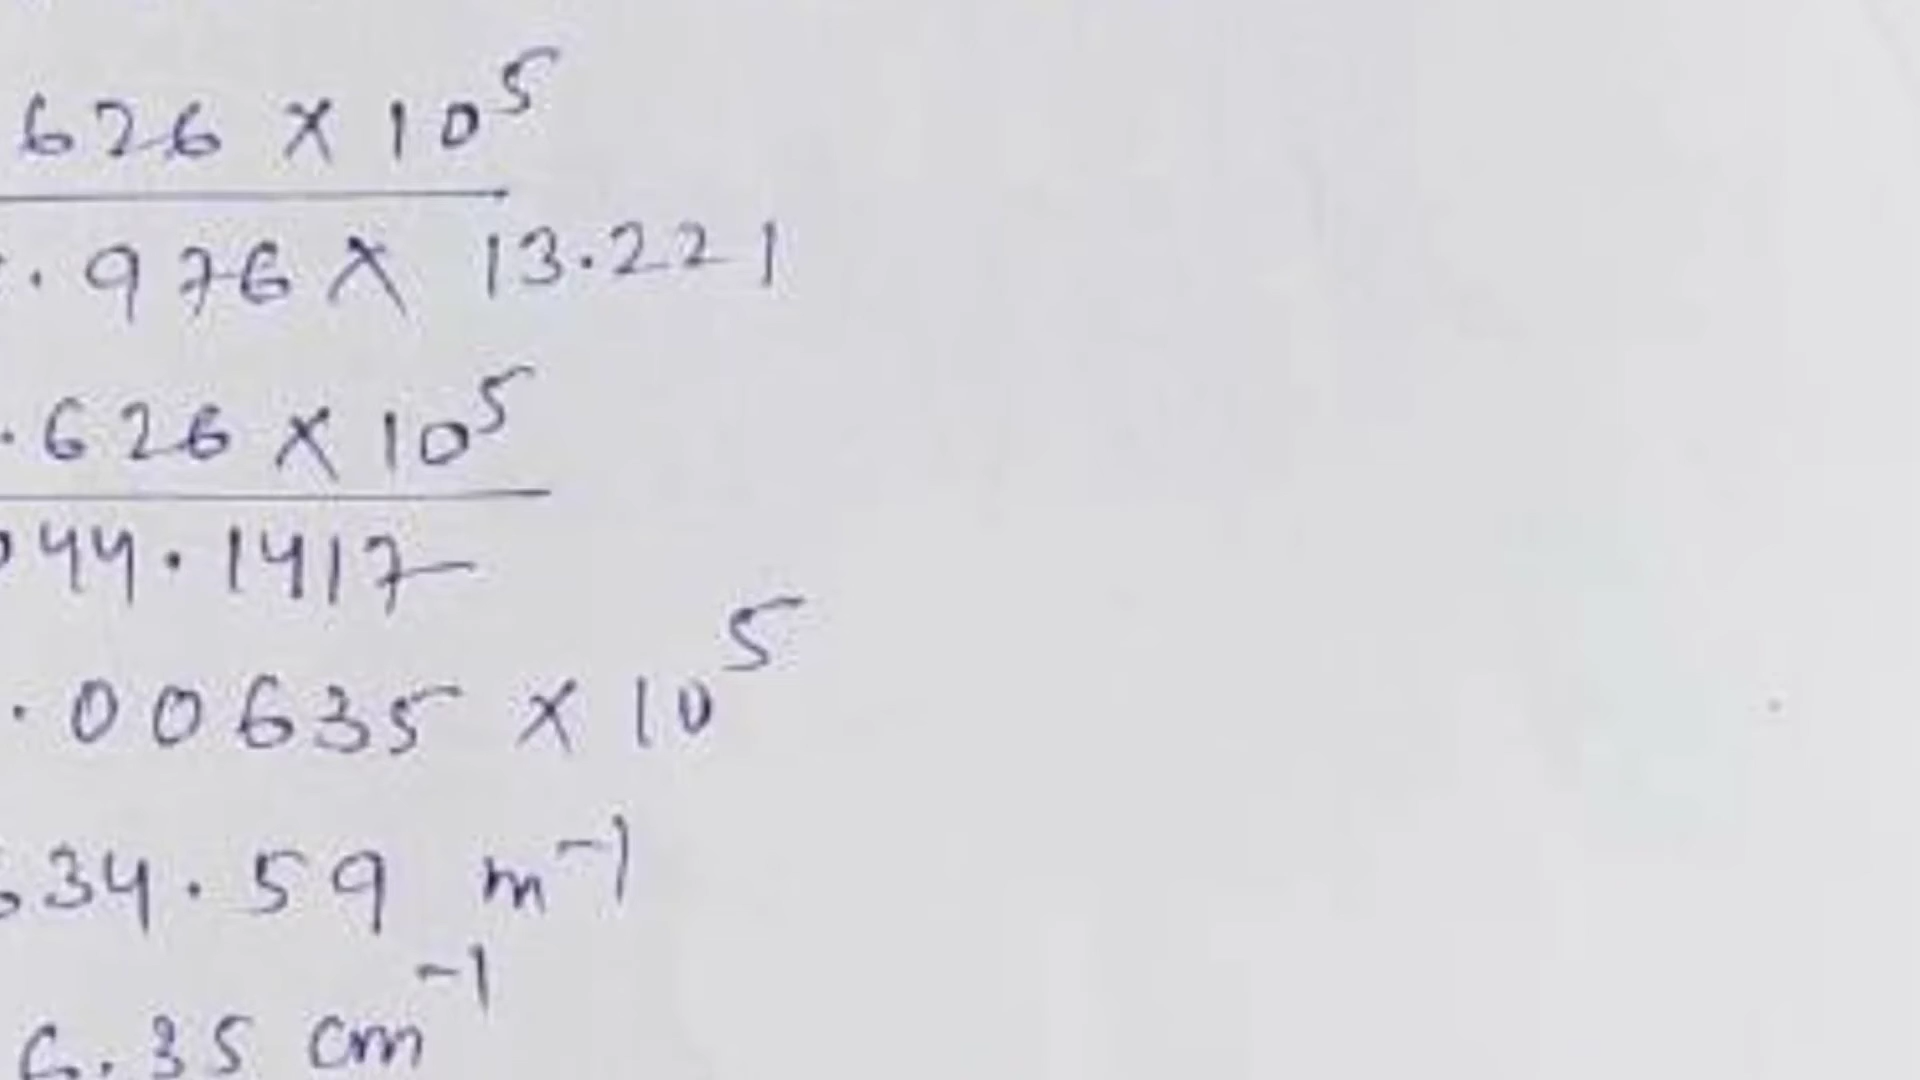 626 × 10⁵
.976 × 13.221
.626 × 10⁵
44.1417
.00635 × 10⁵
34.59 m⁻¹
6.35 cm⁻¹